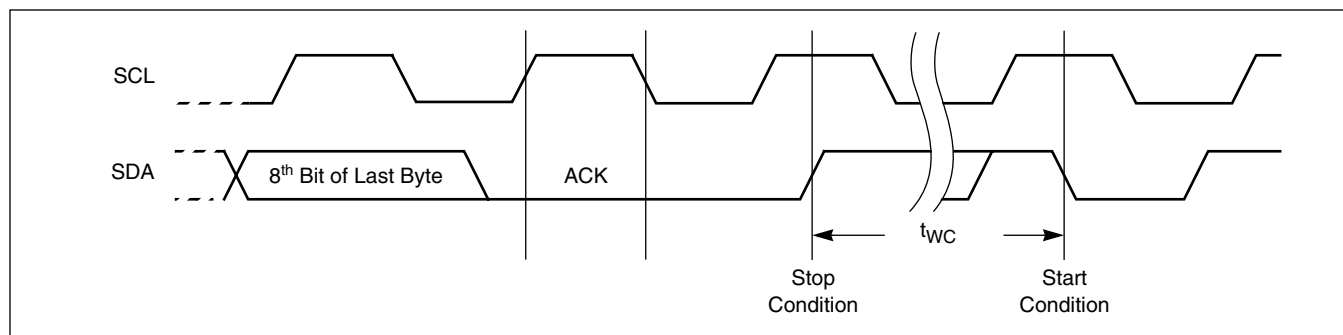 SCL
SDA
8th Bit of Last Byte
ACK
tWC
Stop
Condition
Start
Condition